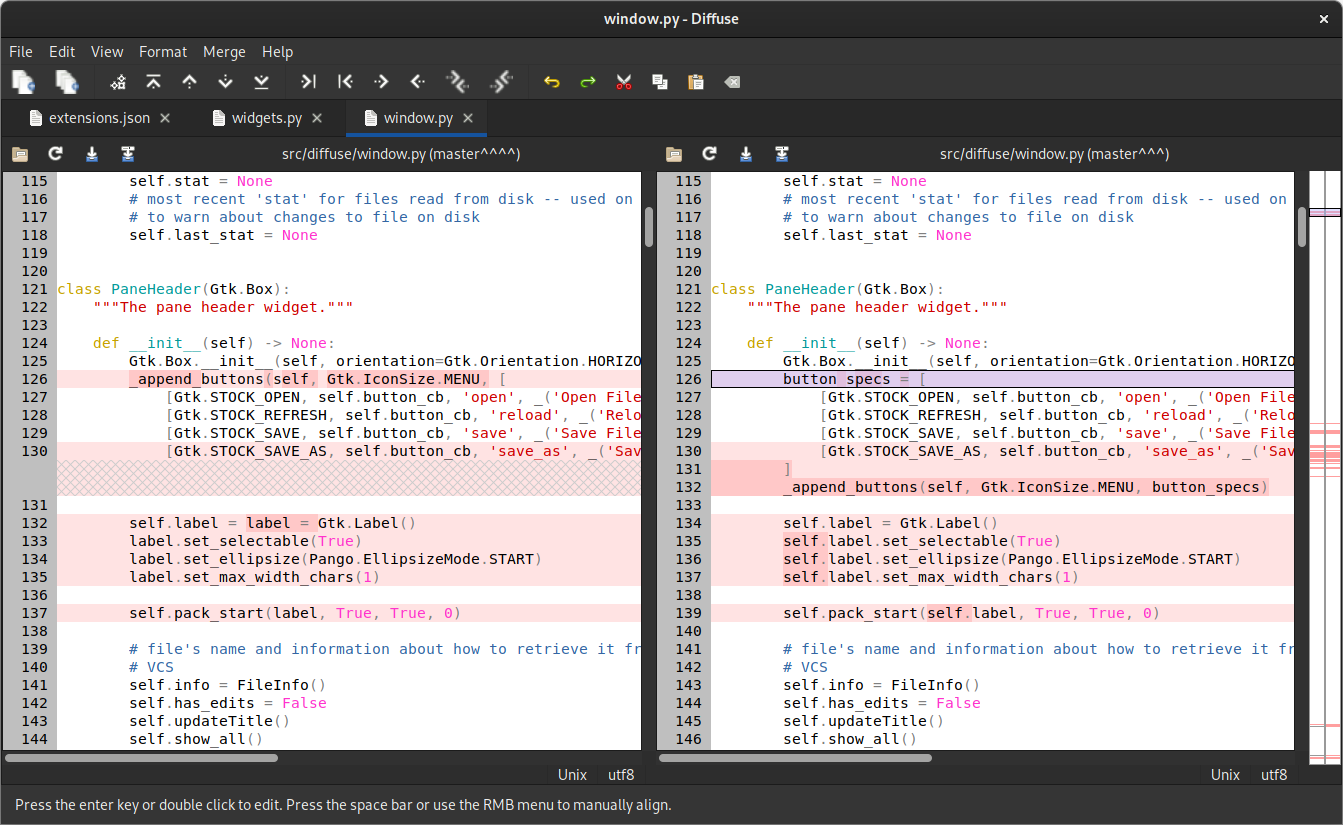 window.py - Diffuse
File Edit View Format Merge Help
extensions.json widgets.py window.py
src/diffuse/window.py (master^^^^)
115 self.stat = None
116 # most recent 'stat' for files read from disk -- used on
117 # to warn about changes to file on disk
118 self.last_stat = None
119
120
121 class PaneHeader(Gtk.Box):
122 """The pane header widget."""
123
124 def __init__(self) -> None:
125 Gtk.Box.__init__(self, orientation=Gtk.Orientation.HORIZO
126 _append_buttons(self, Gtk.IconSize.MENU, [
127 [Gtk.STOCK_OPEN, self.button_cb, 'open', _('Open File
128 [Gtk.STOCK_REFRESH, self.button_cb, 'reload', _('Relo
129 [Gtk.STOCK_SAVE, self.button_cb, 'save', _('Save File
130 [Gtk.STOCK_SAVE_AS, self.button_cb, 'save_as', _('Sav
131
132 self.label = label = Gtk.Label()
133 label.set_selectable(True)
134 label.set_ellipsize(Pango.EllipsizeMode.START)
135 label.set_max_width_chars(1)
136
137 self.pack_start(label, True, True, 0)
138
139 # file's name and information about how to retrieve it fr
140 # VCS
141 self.info = FileInfo()
142 self.has_edits = False
143 self.updateTitle()
144 self.show_all()
Unix utf8
src/diffuse/window.py (master^^^)
115 self.stat = None
116 # most recent 'stat' for files read from disk -- used on
117 # to warn about changes to file on disk
118 self.last_stat = None
119
120
121 class PaneHeader(Gtk.Box):
122 """The pane header widget."""
123
124 def __init__(self) -> None:
125 Gtk.Box.__init__(self, orientation=Gtk.Orientation.HORIZO
126 button_specs = [
127 [Gtk.STOCK_OPEN, self.button_cb, 'open', _('Open File
128 [Gtk.STOCK_REFRESH, self.button_cb, 'reload', _('Relo
129 [Gtk.STOCK_SAVE, self.button_cb, 'save', _('Save File
130 [Gtk.STOCK_SAVE_AS, self.button_cb, 'save_as', _('Sav
131 ]
132 _append_buttons(self, Gtk.IconSize.MENU, button_specs)
133
134 self.label = Gtk.Label()
135 self.label.set_selectable(True)
136 self.label.set_ellipsize(Pango.EllipsizeMode.START)
137 self.label.set_max_width_chars(1)
138
139 self.pack_start(self.label, True, True, 0)
140
141 # file's name and information about how to retrieve it fr
142 # VCS
143 self.info = FileInfo()
144 self.has_edits = False
145 self.updateTitle()
146 self.show_all()
Unix utf8
Press the enter key or double click to edit. Press the space bar or use the RMB menu to manually align.